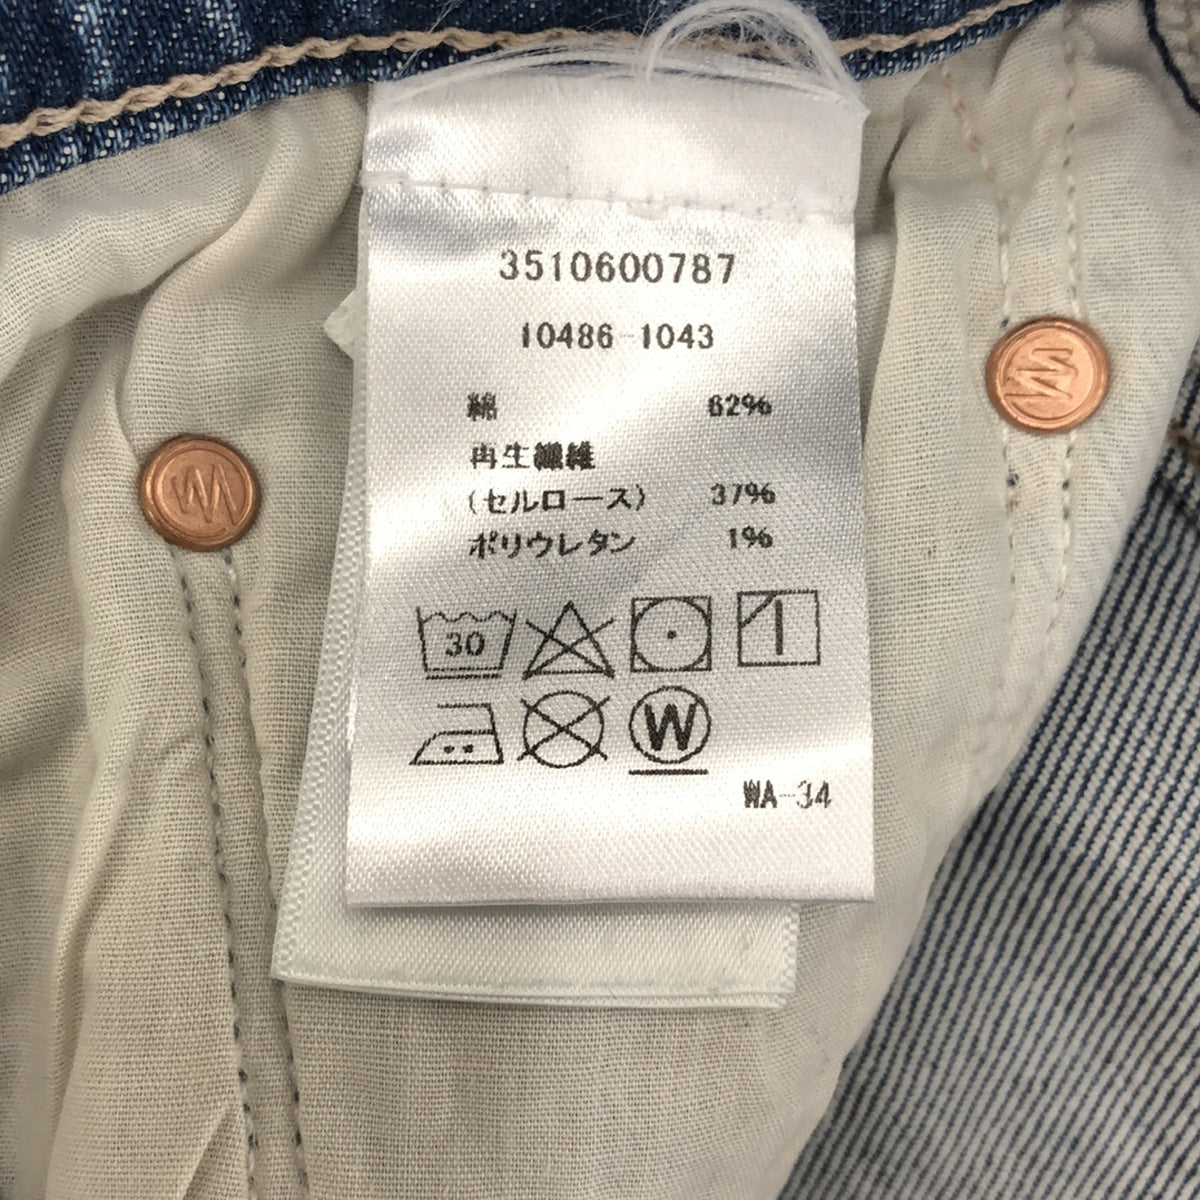 3510600787
10486-1043
綿 62%
再生繊維
(セルロース) 37%
ポリウレタン 1%
30
W
WA-34